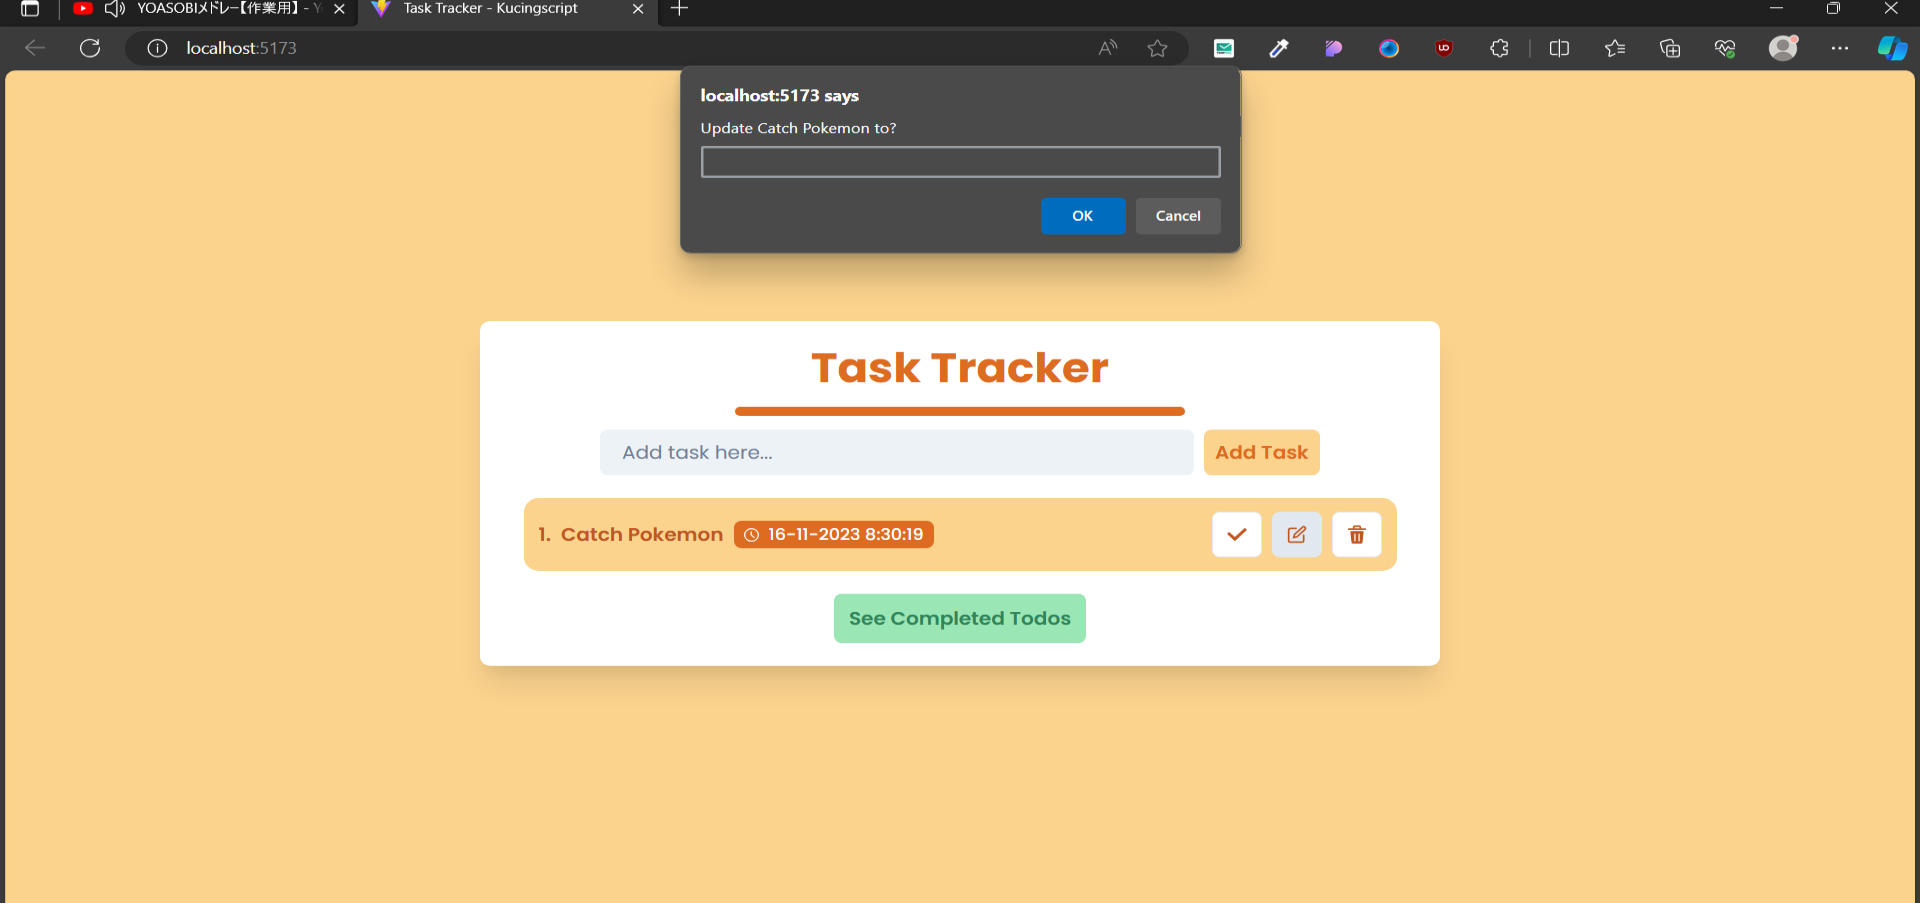 YOASOBIメドレー【作業用】 - Y
Task Tracker - Kucingscript
localhost:5173
localhost:5173 says
Update Catch Pokemon to?
OK
Cancel
Task Tracker
Add task here...
Add Task
1. Catch Pokemon
16-11-2023 8:30:19
See Completed Todos